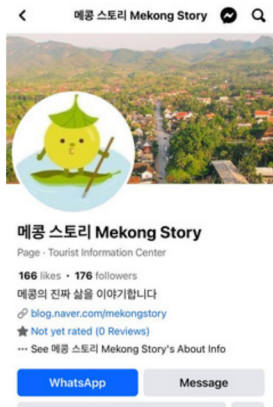 메콩 스토리 Mekong Story
메콩 스토리 Mekong Story
Page · Tourist Information Center
166 likes • 176 followers
메콩의 진짜 삶을 이야기합니다
blog.naver.com/mekongstory
Not yet rated (0 Reviews)
··· See 메콩 스토리 Mekong Story's About Info
WhatsApp
Message